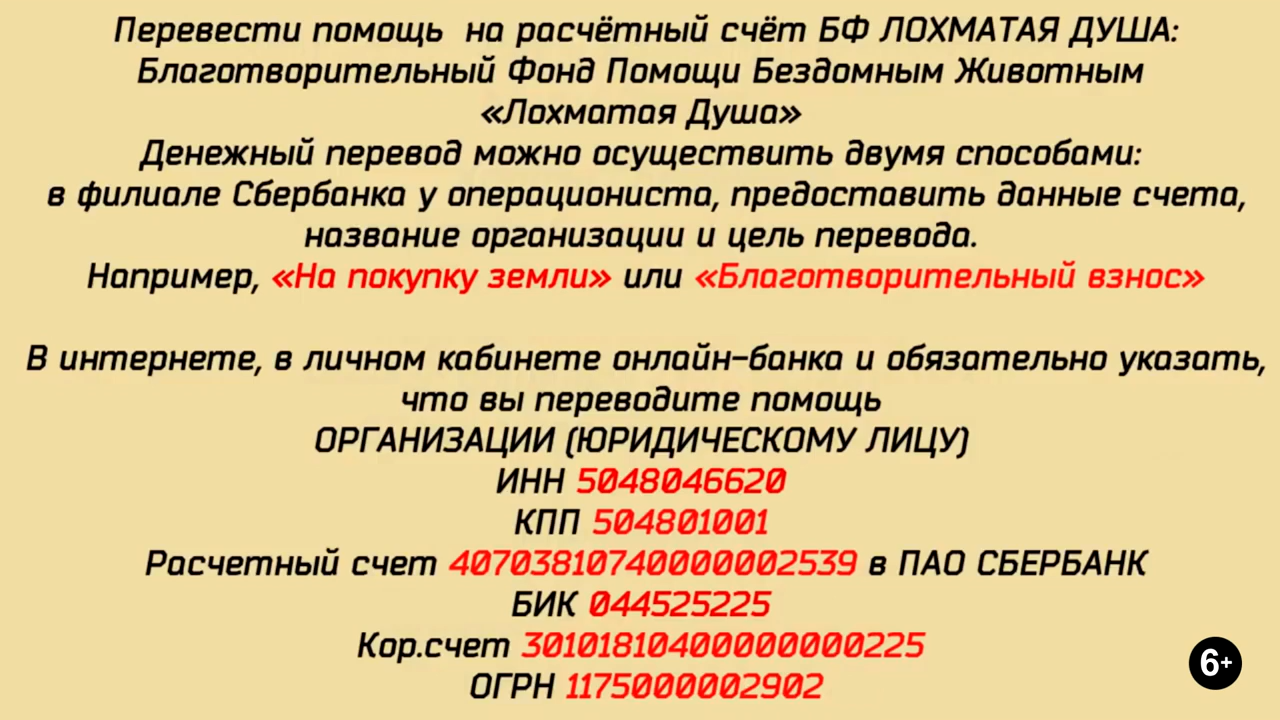 Перевести помощь на расчётный счёт БФ ЛОХМАТАЯ ДУША:
Благотворительный Фонд Помощи Бездомным Животным
«Лохматая Душа»
Денежный перевод можно осуществить двумя способами:
в филиале Сбербанка у операциониста, предоставить данные счета,
название организации и цель перевода.
Например, «На покупку земли» или «Благотворительный взнос»
В интернете, в личном кабинете онлайн-банка и обязательно указать,
что вы переводите помощь
ОРГАНИЗАЦИИ (ЮРИДИЧЕСКОМУ ЛИЦУ)
ИНН 5048046620
КПП 504801001
Расчетный счет 40703810740000002539 в ПАО СБЕРБАНК
БИК 044525225
Кор.счет 30101810400000000225
ОГРН 1175000002902
6+